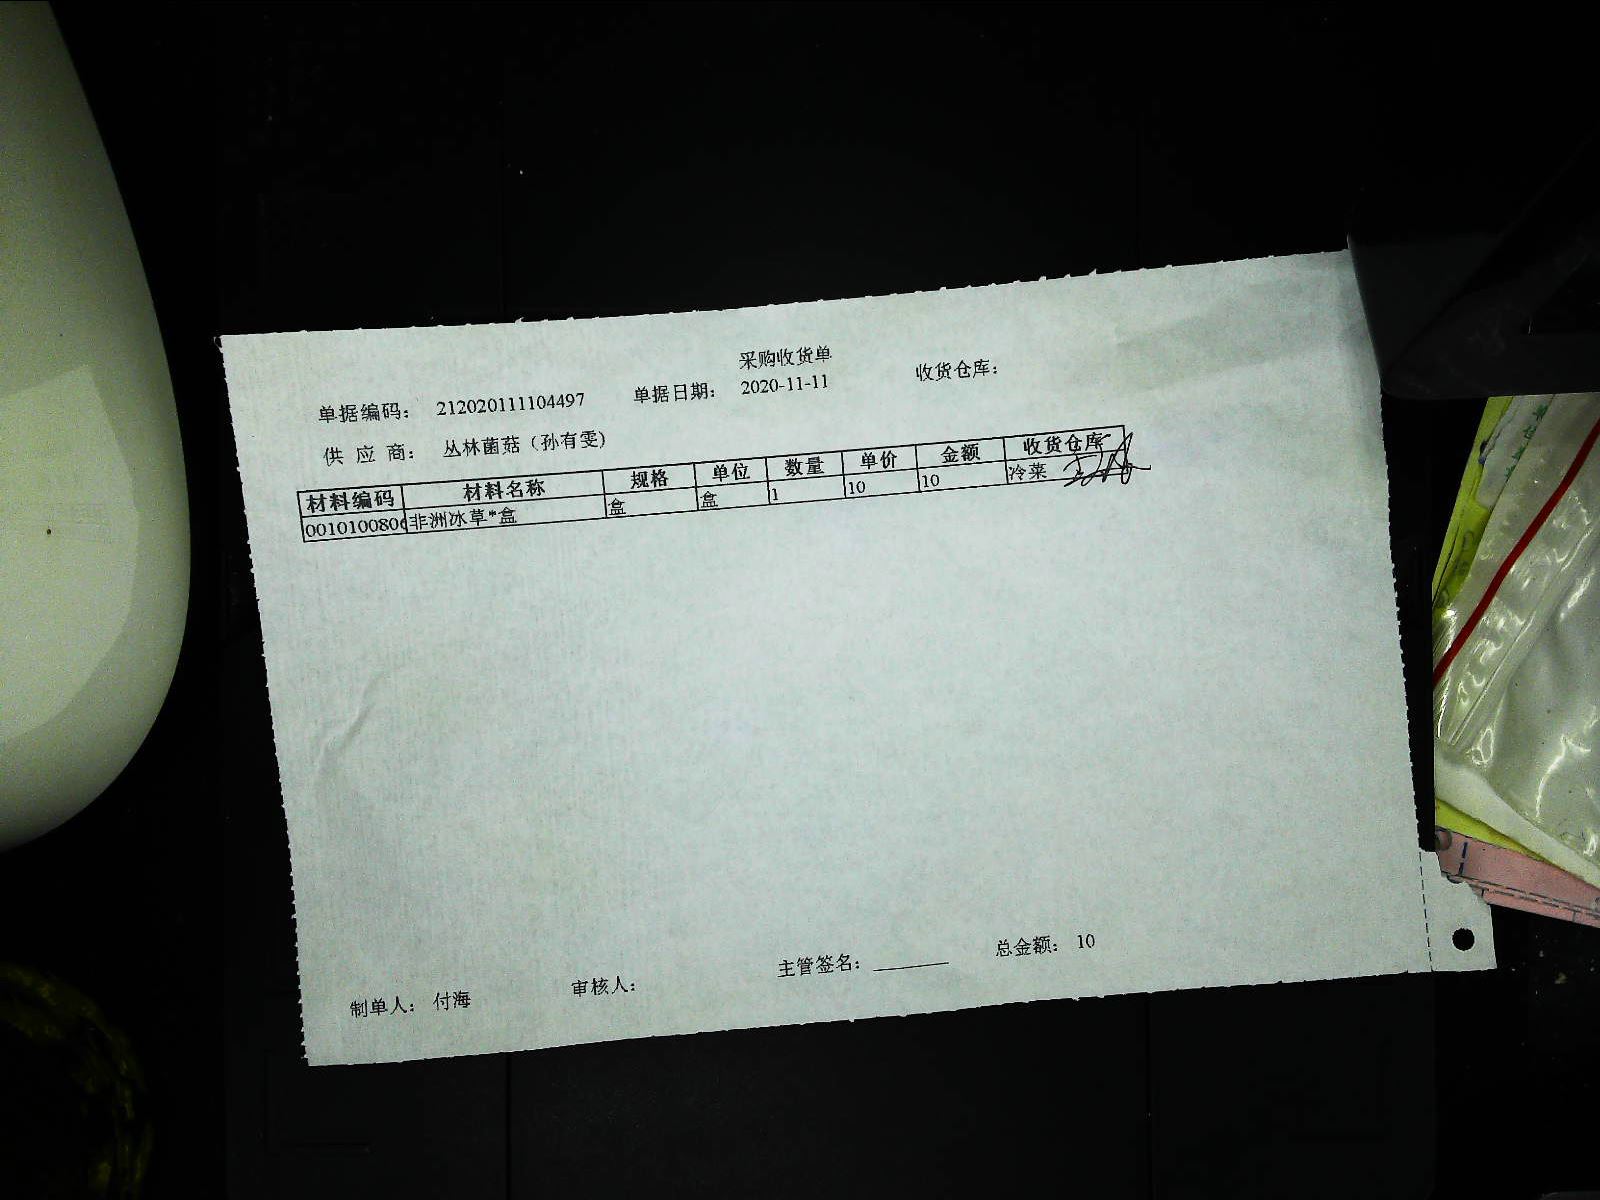 采购收货单
单据编码： 212020111104497 单据日期： 2020-11-11 收货仓库：
供 应 商： 丛林菌菇（孙有雯）
材料编码 材料名称 规格 单位 数量 单价 金额 收货仓库
001010080 非洲冰草*盒 盒 盒 1 10 10 冷菜
制单人： 付海 审核人： 主管签名： 总金额： 10